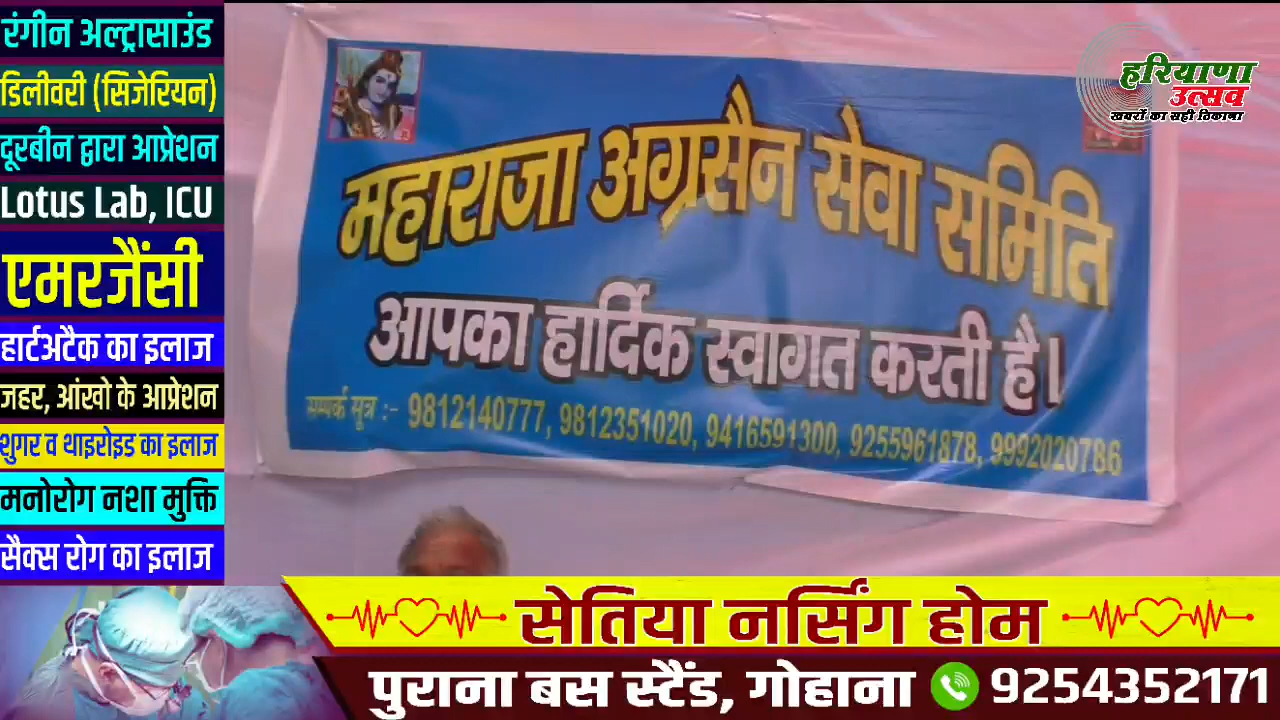 रंगीन अल्ट्रासाउंड
डिलीवरी (सिजेरियन)
दूरबीन द्वारा आप्रेशन
Lotus Lab, ICU
एमरजैंसी
हार्टअटैक का इलाज
जहर, आंखो के आप्रेशन
शुगर व थाइरोइड का इलाज
मनोरोग नशा मुक्ति
सैक्स रोग का इलाज
हरियाणा
उत्सव
खबरों का सही ठिकाना
महाराजा अग्रसैन सेवा समिति
आपका हार्दिक स्वागत करती है।
सम्पर्क सूत्र :- 9812140777, 9812351020, 9416591300, 9255961878, 9992020786
सेतिया नर्सिंग होम
पुराना बस स्टैंड, गोहाना 9254352171